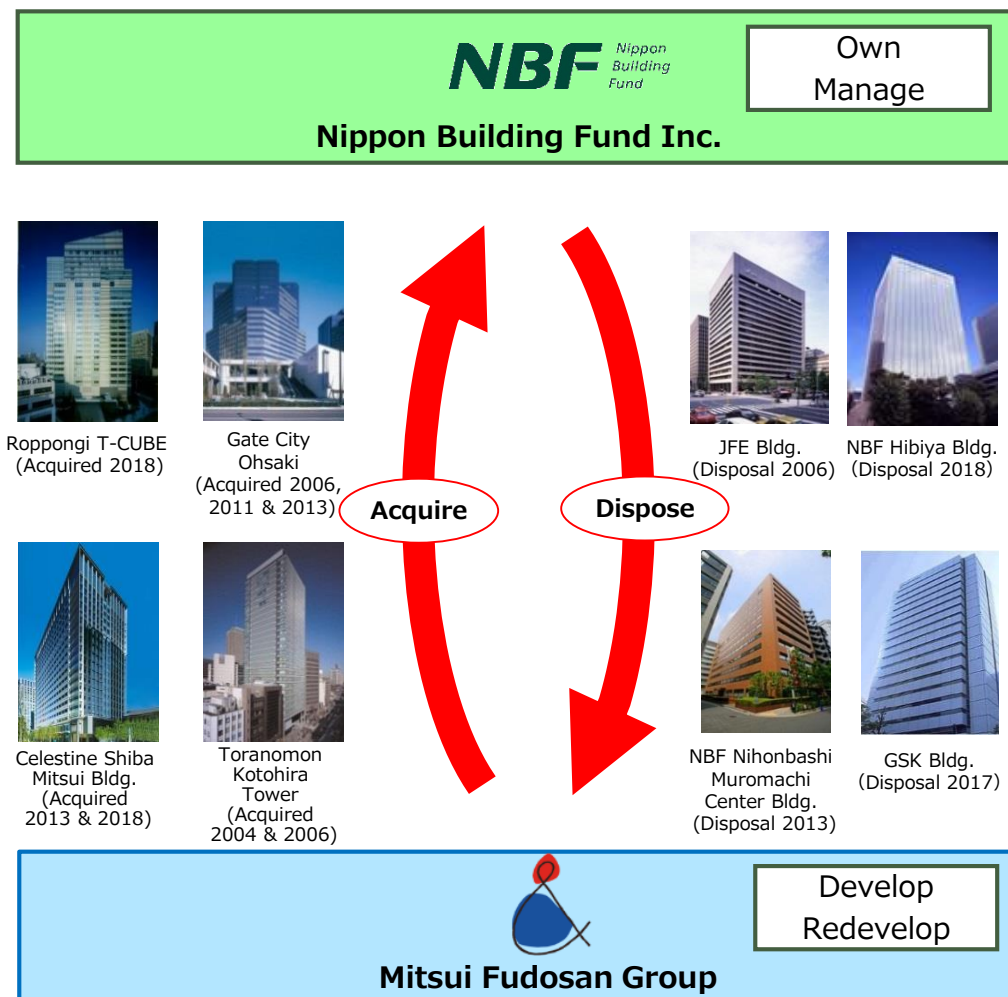 NBF
Nippon
Building
Fund
Own
Manage
Nippon Building Fund Inc.
Roppongi T-CUBE
(Acquired 2018)
Gate City
Ohsaki
(Acquired 2006,
2011 & 2013)
JFE Bldg.
(Disposal 2006)
NBF Hibiya Bldg.
(Disposal 2018)
Acquire
Dispose
Celestine Shiba
Mitsui Bldg.
(Acquired
2013 & 2018)
Toranomon
Kotohira
Tower
(Acquired
2004 & 2006)
NBF Nihonbashi
Muromachi
Center Bldg.
(Disposal 2013)
GSK Bldg.
(Disposal 2017)
Develop
Redevelop
Mitsui Fudosan Group